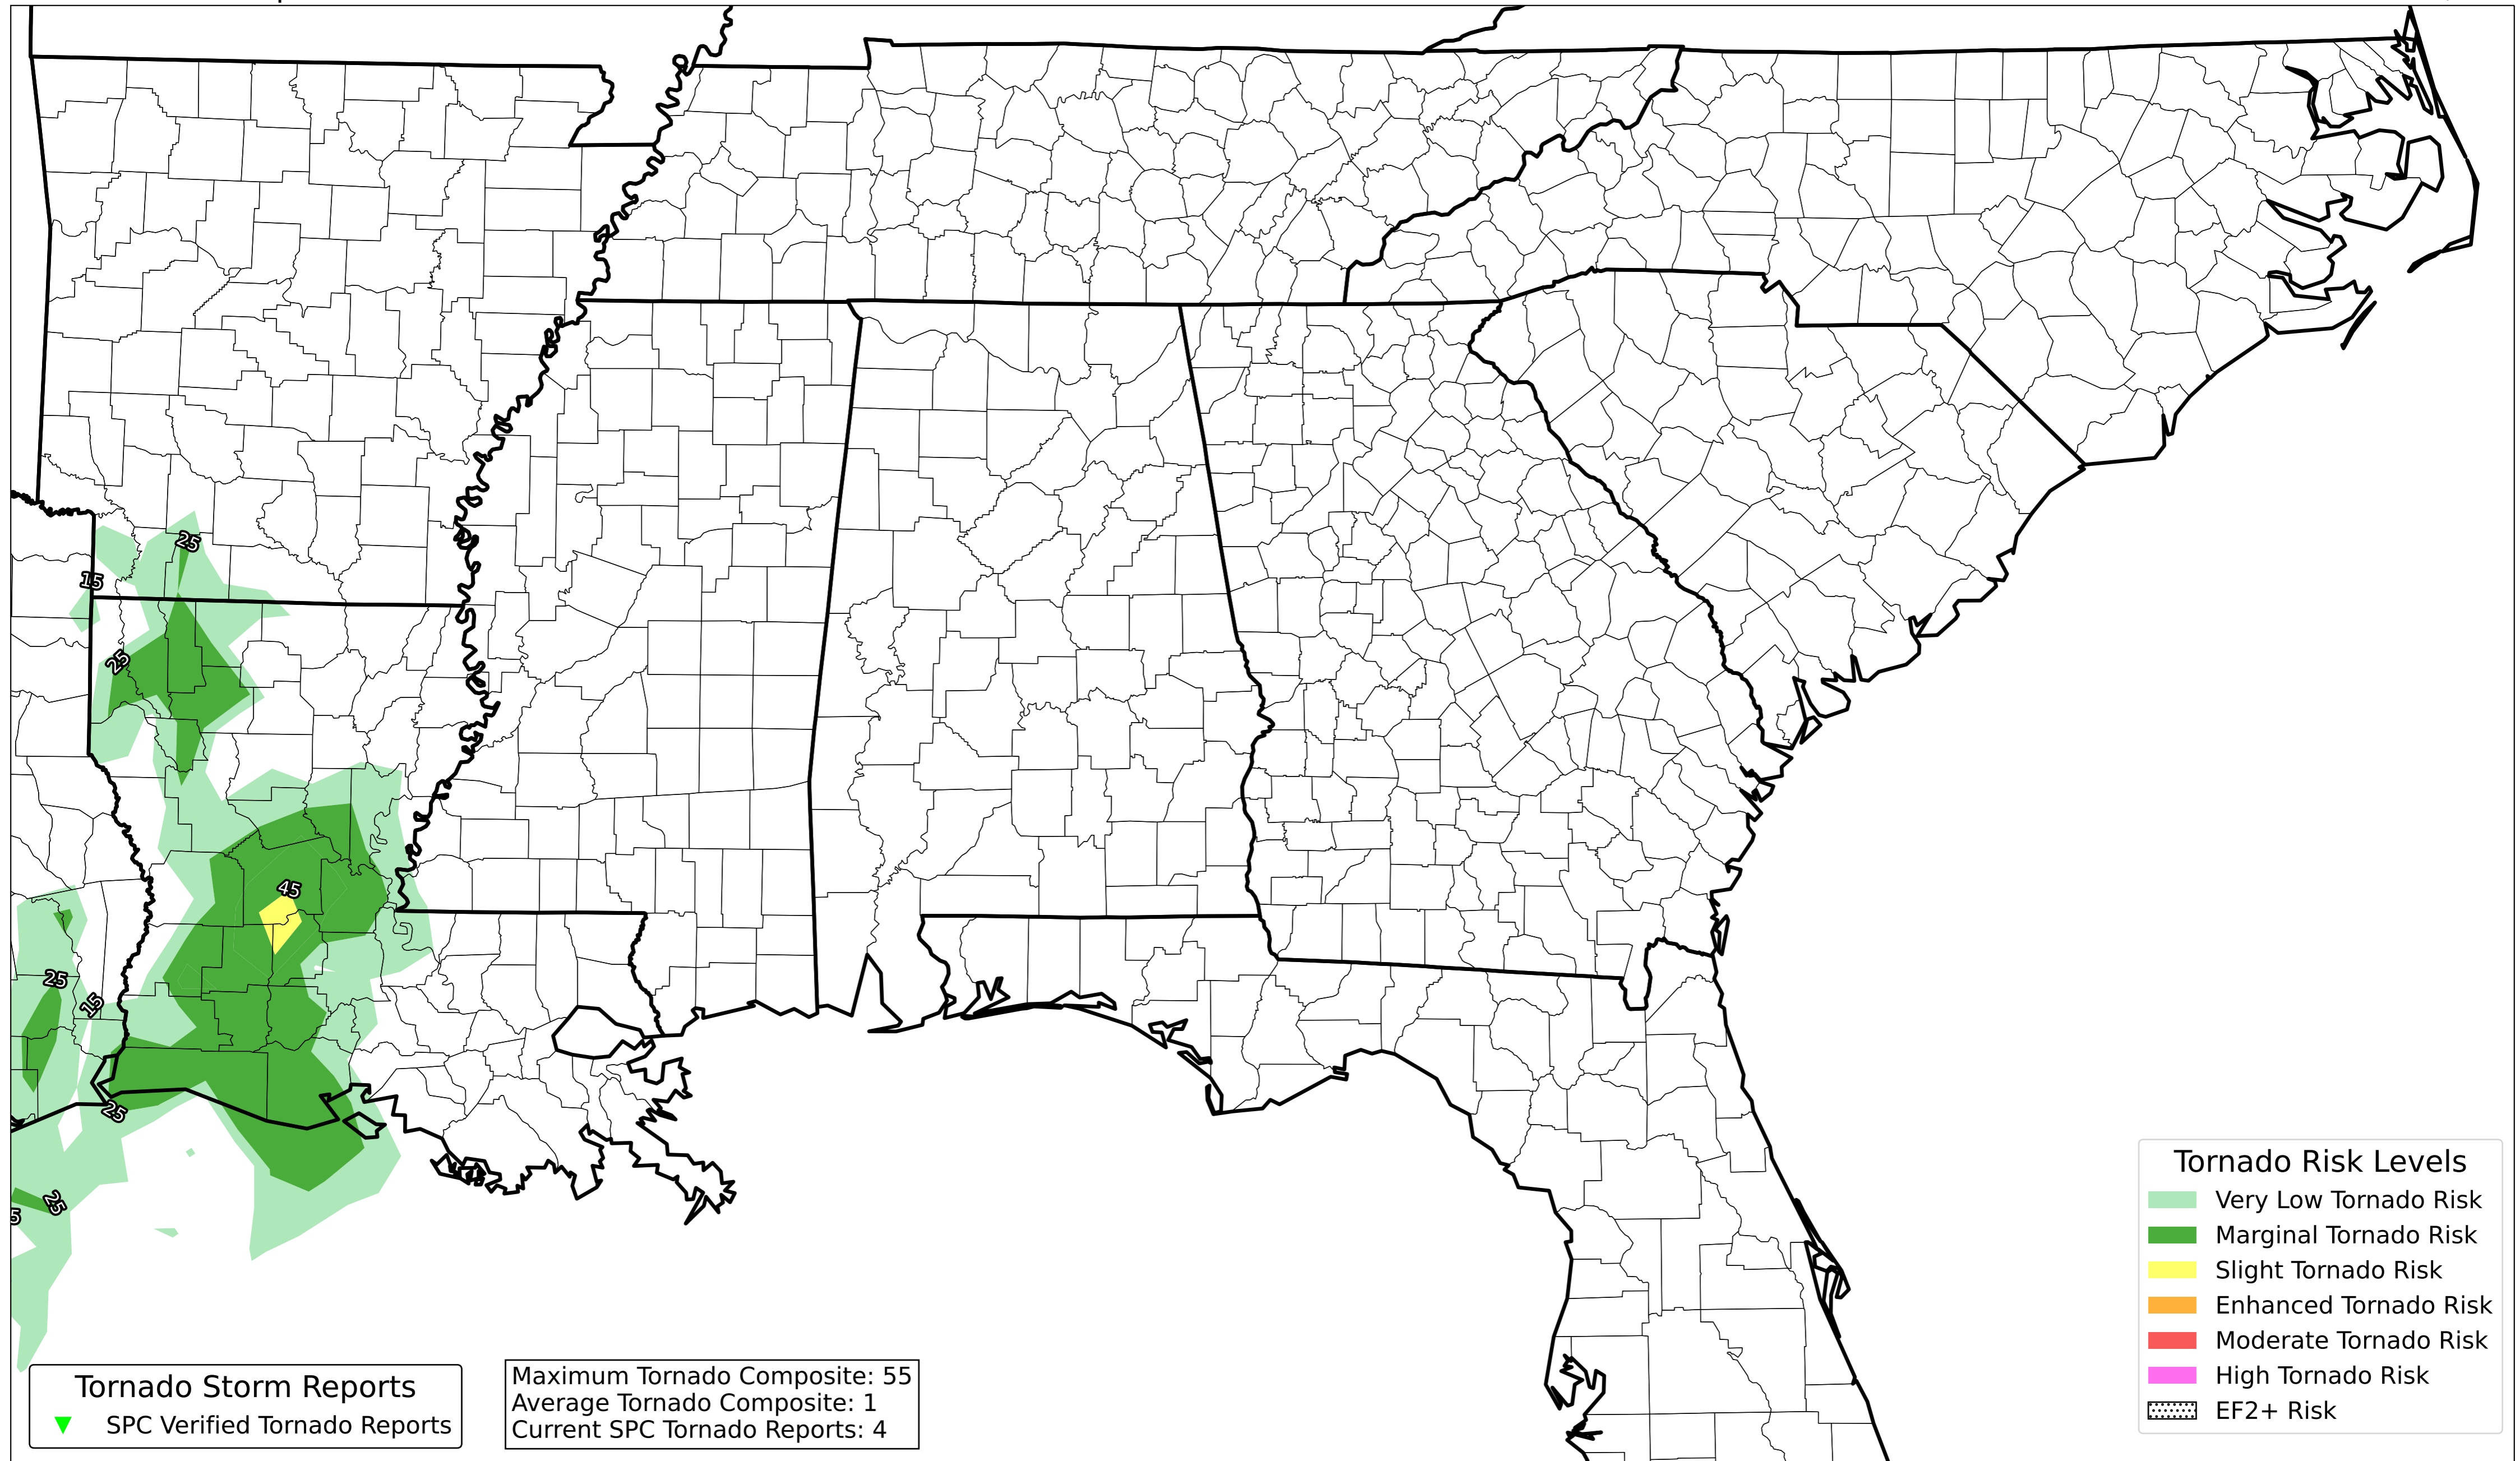 25
15
25
45
25
15
25
25
5
Tornado Risk Levels
Very Low Tornado Risk
Marginal Tornado Risk
Slight Tornado Risk
Enhanced Tornado Risk
Moderate Tornado Risk
High Tornado Risk
EF2+ Risk
Tornado Storm Reports
SPC Verified Tornado Reports
Maximum Tornado Composite: 55
Average Tornado Composite: 1
Current SPC Tornado Reports: 4